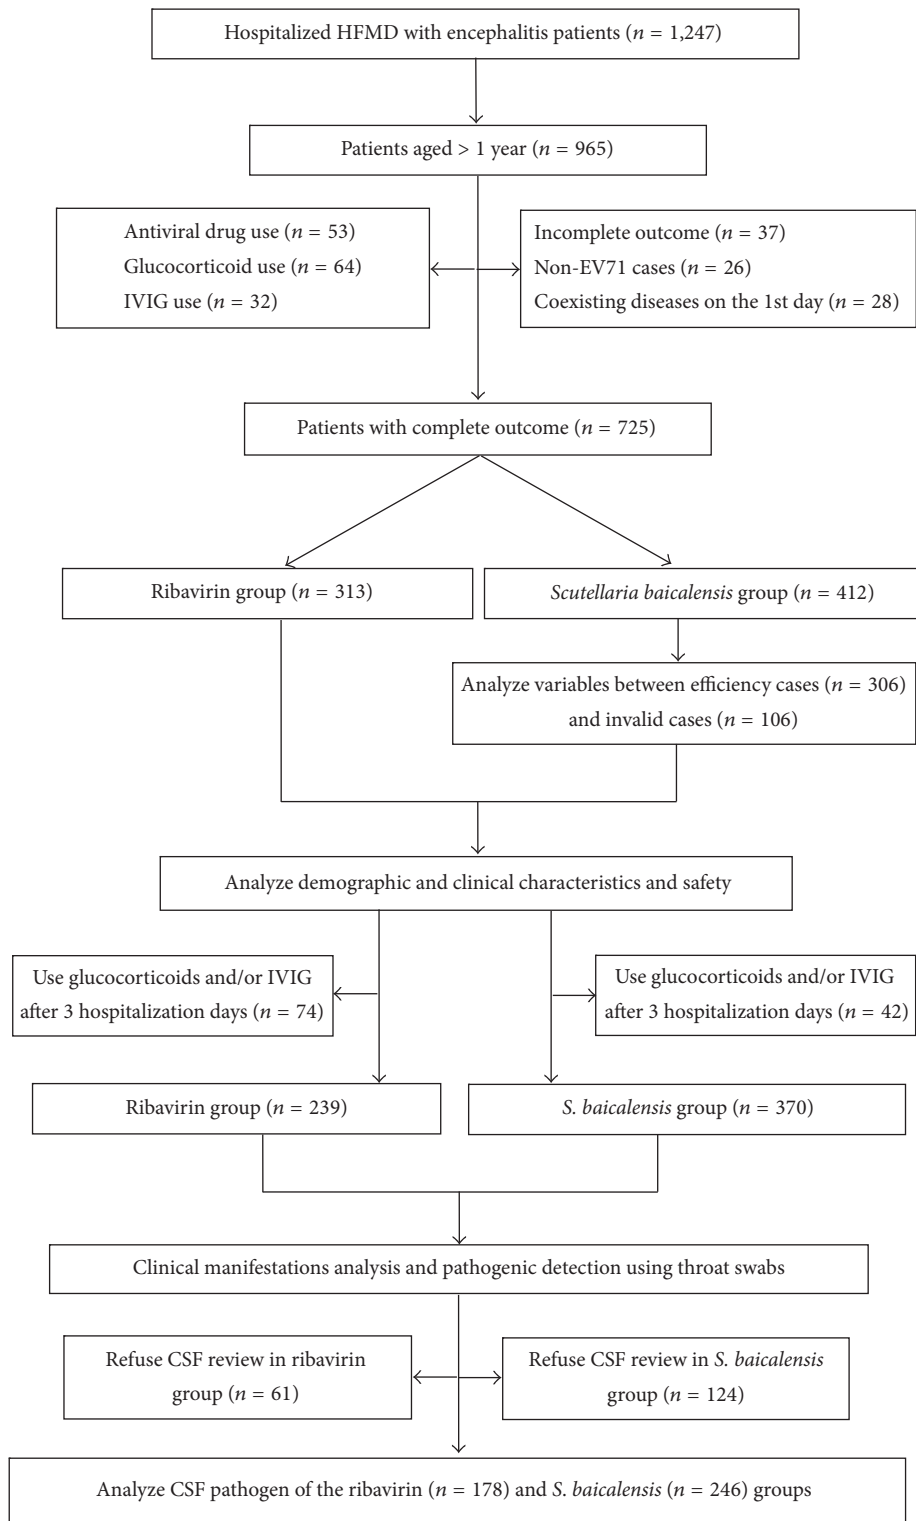 Hospitalized HFMD with encephalitis patients (n = 1,247)
Patients aged > 1 year (n = 965)
Antiviral drug use (n = 53)
Glucocorticoid use (n = 64)
IVIG use (n = 32)
Incomplete outcome (n = 37)
Non-EV71 cases (n = 26)
Coexisting diseases on the 1st day (n = 28)
Patients with complete outcome (n = 725)
Ribavirin group (n = 313)
Scutellaria baicalensis group (n = 412)
Analyze variables between efficiency cases (n = 306)
and invalid cases (n = 106)
Analyze demographic and clinical characteristics and safety
Use glucocorticoids and/or IVIG
after 3 hospitalization days (n = 74)
Use glucocorticoids and/or IVIG
after 3 hospitalization days (n = 42)
Ribavirin group (n = 239)
S. baicalensis group (n = 370)
Clinical manifestations analysis and pathogenic detection using throat swabs
Refuse CSF review in ribavirin
group (n = 61)
Refuse CSF review in S. baicalensis
group (n = 124)
Analyze CSF pathogen of the ribavirin (n = 178) and S. baicalensis (n = 246) groups